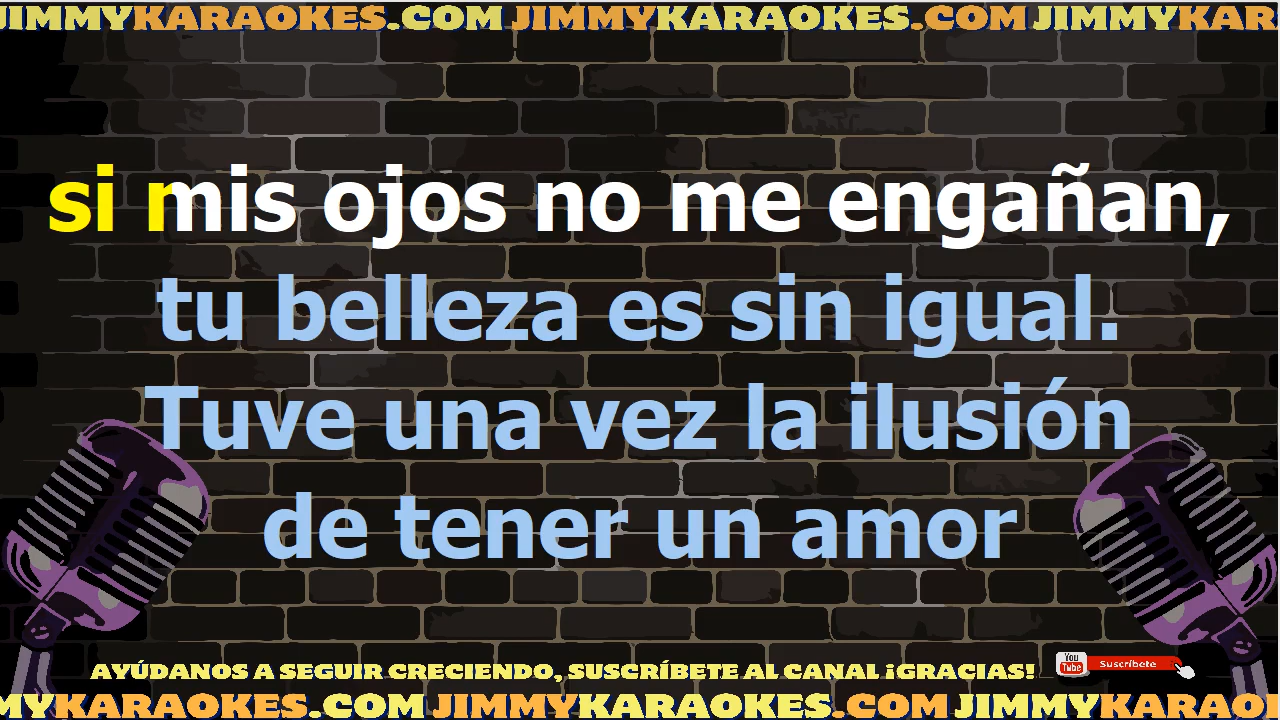 JIMMYKARAOKES.COM JIMMYKARAOKES.COM JIMMYKAR
si mis ojos no me engañan,
tu belleza es sin igual.
Tuve una vez la ilusión
de tener un amor
AYÚDANOS A SEGUIR CRECIENDO, SUSCRÍBETE AL CANAL ¡GRACIAS!
You Tube Suscríbete
MYKARAOKES.COM JIMMYKARAOKES.COM JIMMYKARAO